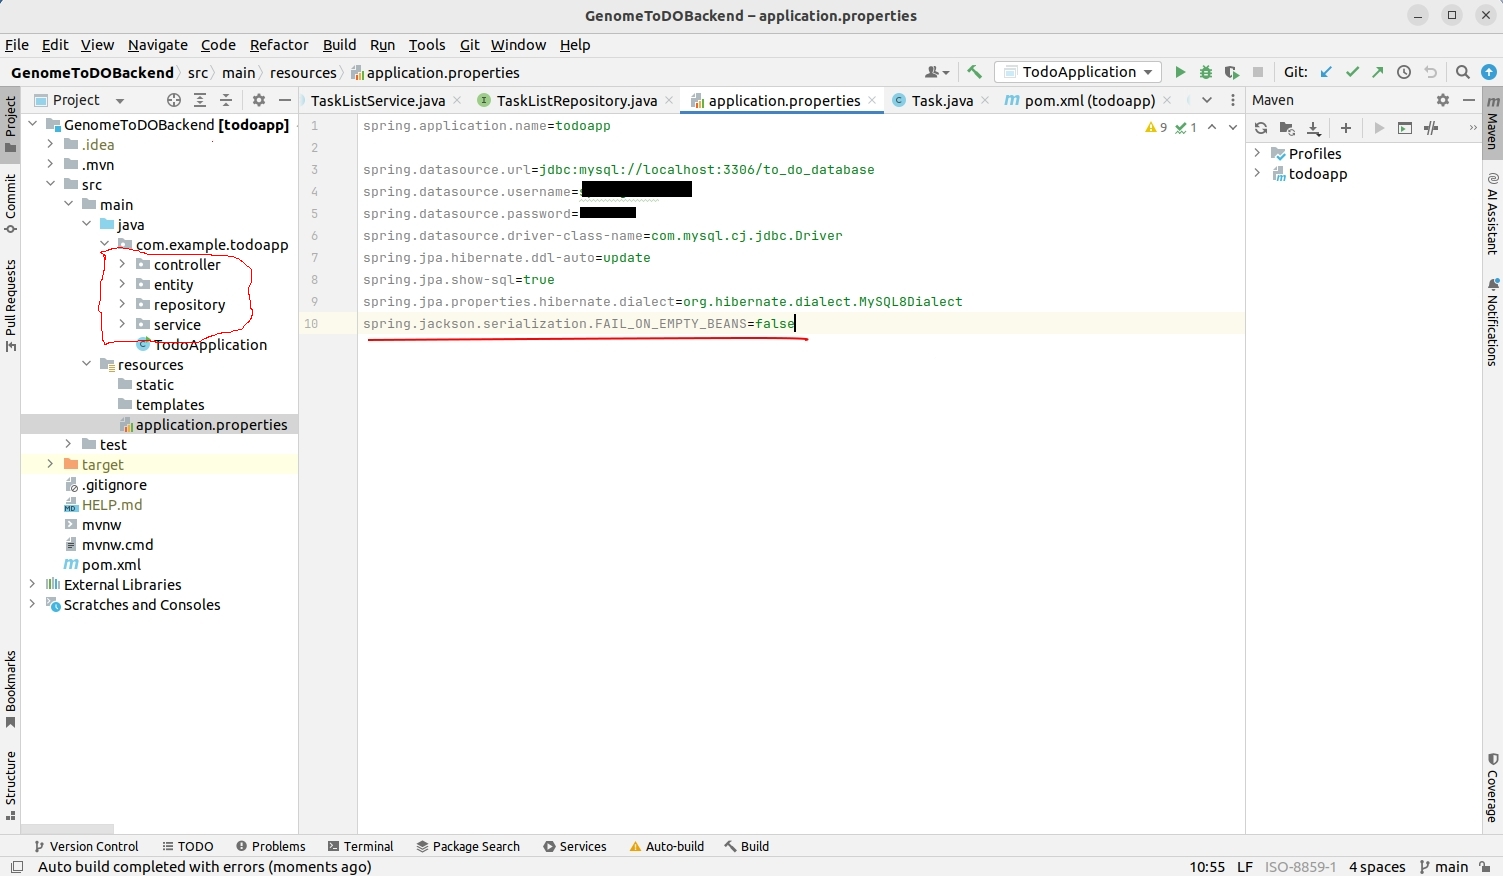 GenomeToDOBackend – application.properties
File Edit View Navigate Code Refactor Build Run Tools Git Window Help
GenomeToDOBackend src main resources application.properties
TodoApplication
Git:
Project
TaskListService.java
TaskListRepository.java
application.properties
Task.java
pom.xml (todoapp)
Maven
GenomeToDOBackend [todoapp]
.idea
.mvn
src
main
java
com.example.todoapp
controller
entity
repository
service
TodoApplication
resources
static
templates
application.properties
test
target
.gitignore
HELP.md
mvnw
mvnw.cmd
pom.xml
External Libraries
Scratches and Consoles
1 spring.application.name=todoapp
2
3 spring.datasource.url=jdbc:mysql://localhost:3306/to_do_database
4 spring.datasource.username=
5 spring.datasource.password=
6 spring.datasource.driver-class-name=com.mysql.cj.jdbc.Driver
7 spring.jpa.hibernate.ddl-auto=update
8 spring.jpa.show-sql=true
9 spring.jpa.properties.hibernate.dialect=org.hibernate.dialect.MySQL8Dialect
10 spring.jackson.serialization.FAIL_ON_EMPTY_BEANS=false
9 1
Profiles
todoapp
Project
Commit
Pull Requests
Bookmarks
Structure
Maven
AI Assistant
Notifications
Coverage
Version Control TODO Problems Terminal Package Search Services Auto-build Build
Auto build completed with errors (moments ago)
10:55 LF ISO-8859-1 4 spaces main